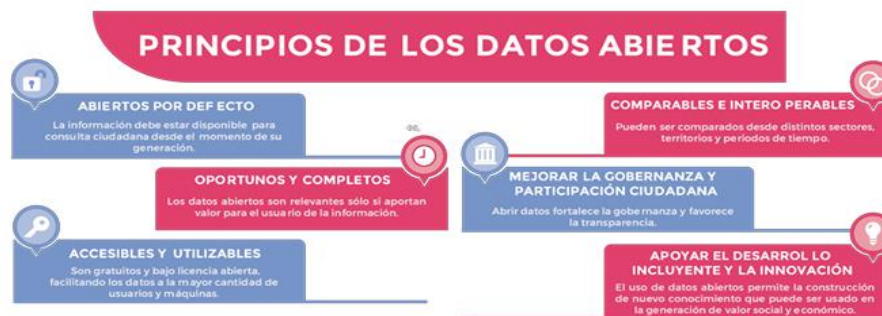 PRINCIPIOS DE LOS DATOS ABIERTOS
ABIERTOS POR DEFECTO
La información debe estar disponible para
consulta ciudadana desde el momento de su
generación.
OPORTUNOS Y COMPLETOS
Los datos abiertos son relevantes sólo si aportan
valor para el usuario de la información.
ACCESIBLES Y UTILIZABLES
Son gratuitos y bajo licencia abierta,
facilitando los datos a la mayor cantidad de
usuarios y máquinas.
COMPARABLES E INTEROPERABLES
Pueden ser comparados desde distintos sectores,
territorios y períodos de tiempo.
MEJORAR LA GOBERNANZA Y
PARTICIPACIÓN CIUDADANA
Abrir datos fortalece la gobernanza y favorece
la transparencia.
APOYAR EL DESARROLLO
INCLUYENTE Y LA INNOVACIÓN
El uso de datos abiertos permite la construcción
de nuevo conocimiento que puede ser usado en
la generación de valor social y económico.